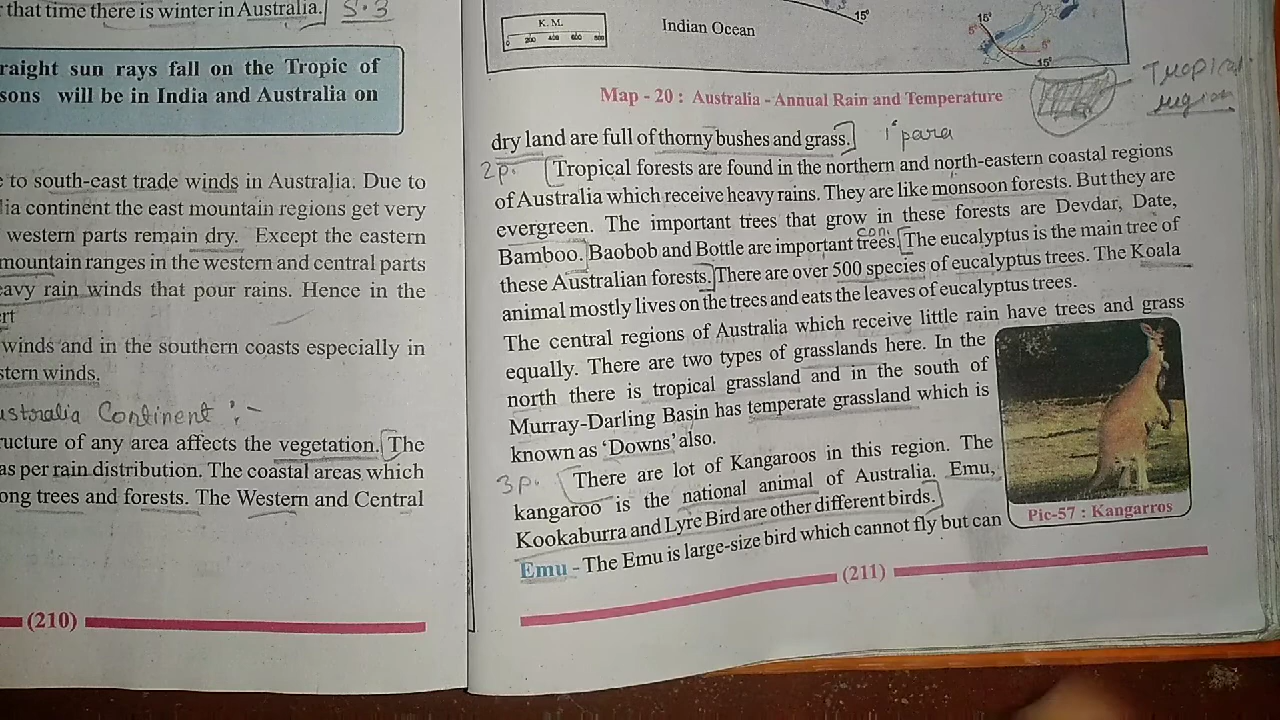 that time there is winter in Australia. S.3
raight sun rays fall on the Tropic of
sons will be in India and Australia on
e to south-east trade winds in Australia. Due to
lia continent the east mountain regions get very
western parts remain dry. Except the eastern
mountain ranges in the western and central parts
eavy rain winds that pour rains. Hence in the
ert
winds and in the southern coasts especially in
stern winds.
ustralia Continent :-
ructure of any area affects the vegetation. The
as per rain distribution. The coastal areas which
ong trees and forests. The Western and Central
(210)
K. M.
0 200 400 600 800
Indian Ocean
15°
15°
5°
5°
15°
Tropical
region
Map - 20 : Australia - Annual Rain and Temperature
dry land are full of thorny bushes and grass. 1st para
2p. Tropical forests are found in the northern and north-eastern coastal regions
of Australia which receive heavy rains. They are like monsoon forests. But they are
evergreen. The important trees that grow in these forests are Devdar, Date,
con.
Bamboo. Baobob and Bottle are important trees. The eucalyptus is the main tree of
these Australian forests. There are over 500 species of eucalyptus trees. The Koala
animal mostly lives on the trees and eats the leaves of eucalyptus trees.
The central regions of Australia which receive little rain have trees and grass
equally. There are two types of grasslands here. In the
north there is tropical grassland and in the south of
Murray-Darling Basin has temperate grassland which is
known as 'Downs' also.
3p. There are lot of Kangaroos in this region. The
kangaroo is the national animal of Australia. Emu,
Kookaburra and Lyre Bird are other different birds.
Pic-57 : Kangarros
Emu - The Emu is large-size bird which cannot fly but can
(211)